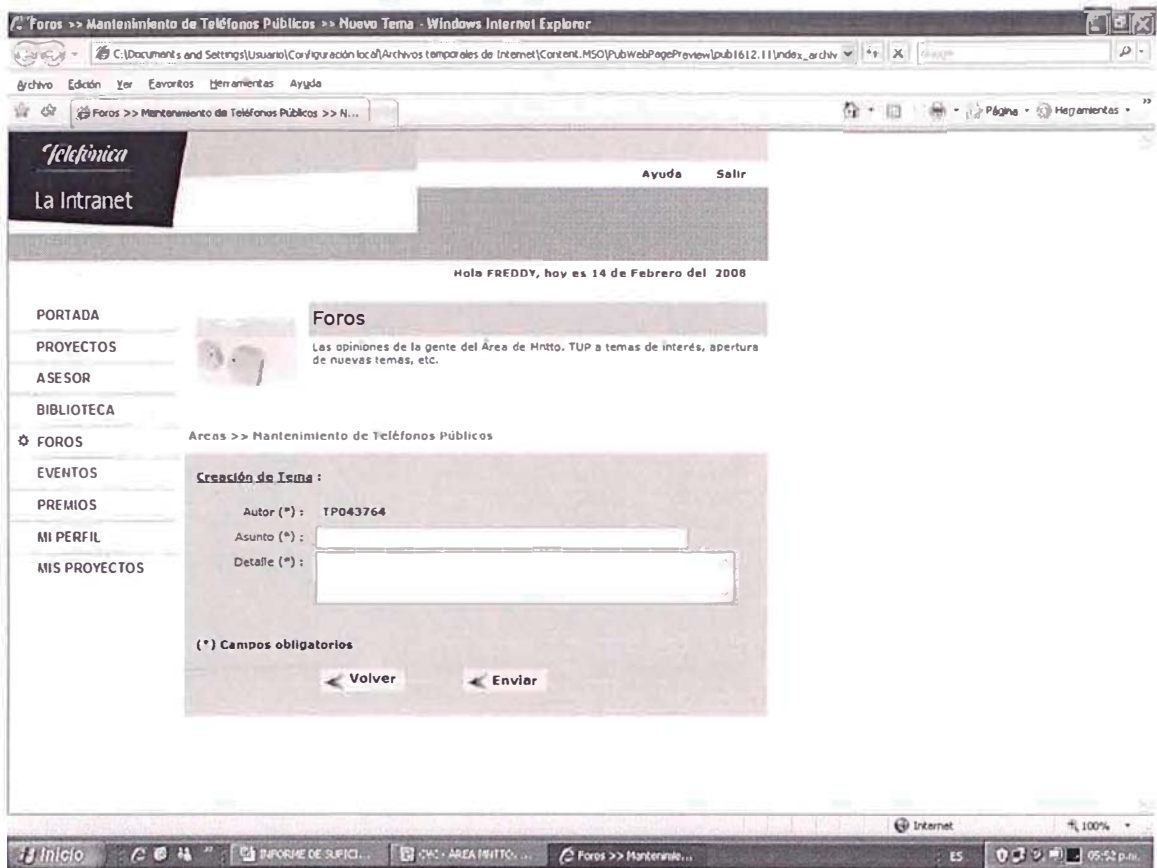 Foros >> Mantenimiento de Teléfonos Públicos >> Nuevo Tema - Windows Internet Explorer
C:\Documents and Settings\Usuario\Configuración local\Archivos temporales de Internet\Content.MSO\PubWebPagePreview\pub1612.11\index_archiv
Archivo Edición Ver Favoritos Herramientas Ayuda
Foros >> Mantenimiento de Teléfonos Públicos >> N...
Página Herramientas
Telefónica
La Intranet
Ayuda Salir
Hola FREDDY, hoy es 14 de Febrero del 2008
PORTADA
PROYECTOS
ASESOR
BIBLIOTECA
FOROS
EVENTOS
PREMIOS
MI PERFIL
MIS PROYECTOS
Foros
Las opiniones de la gente del Área de Mntto. TUP a temas de interés, apertura
de nuevas temas, etc.
Areas >> Mantenimiento de Teléfonos Públicos
Creación de Tema :
Autor (*) : TP043764
Asunto (*) :
Detalle (*) :
(*) Campos obligatorios
Volver Enviar
Internet 100%
Inicio INFORME DE SUFICI... - AREA MNTTO. ... Foros >> Mantenimie... ES 05:52 p.m.